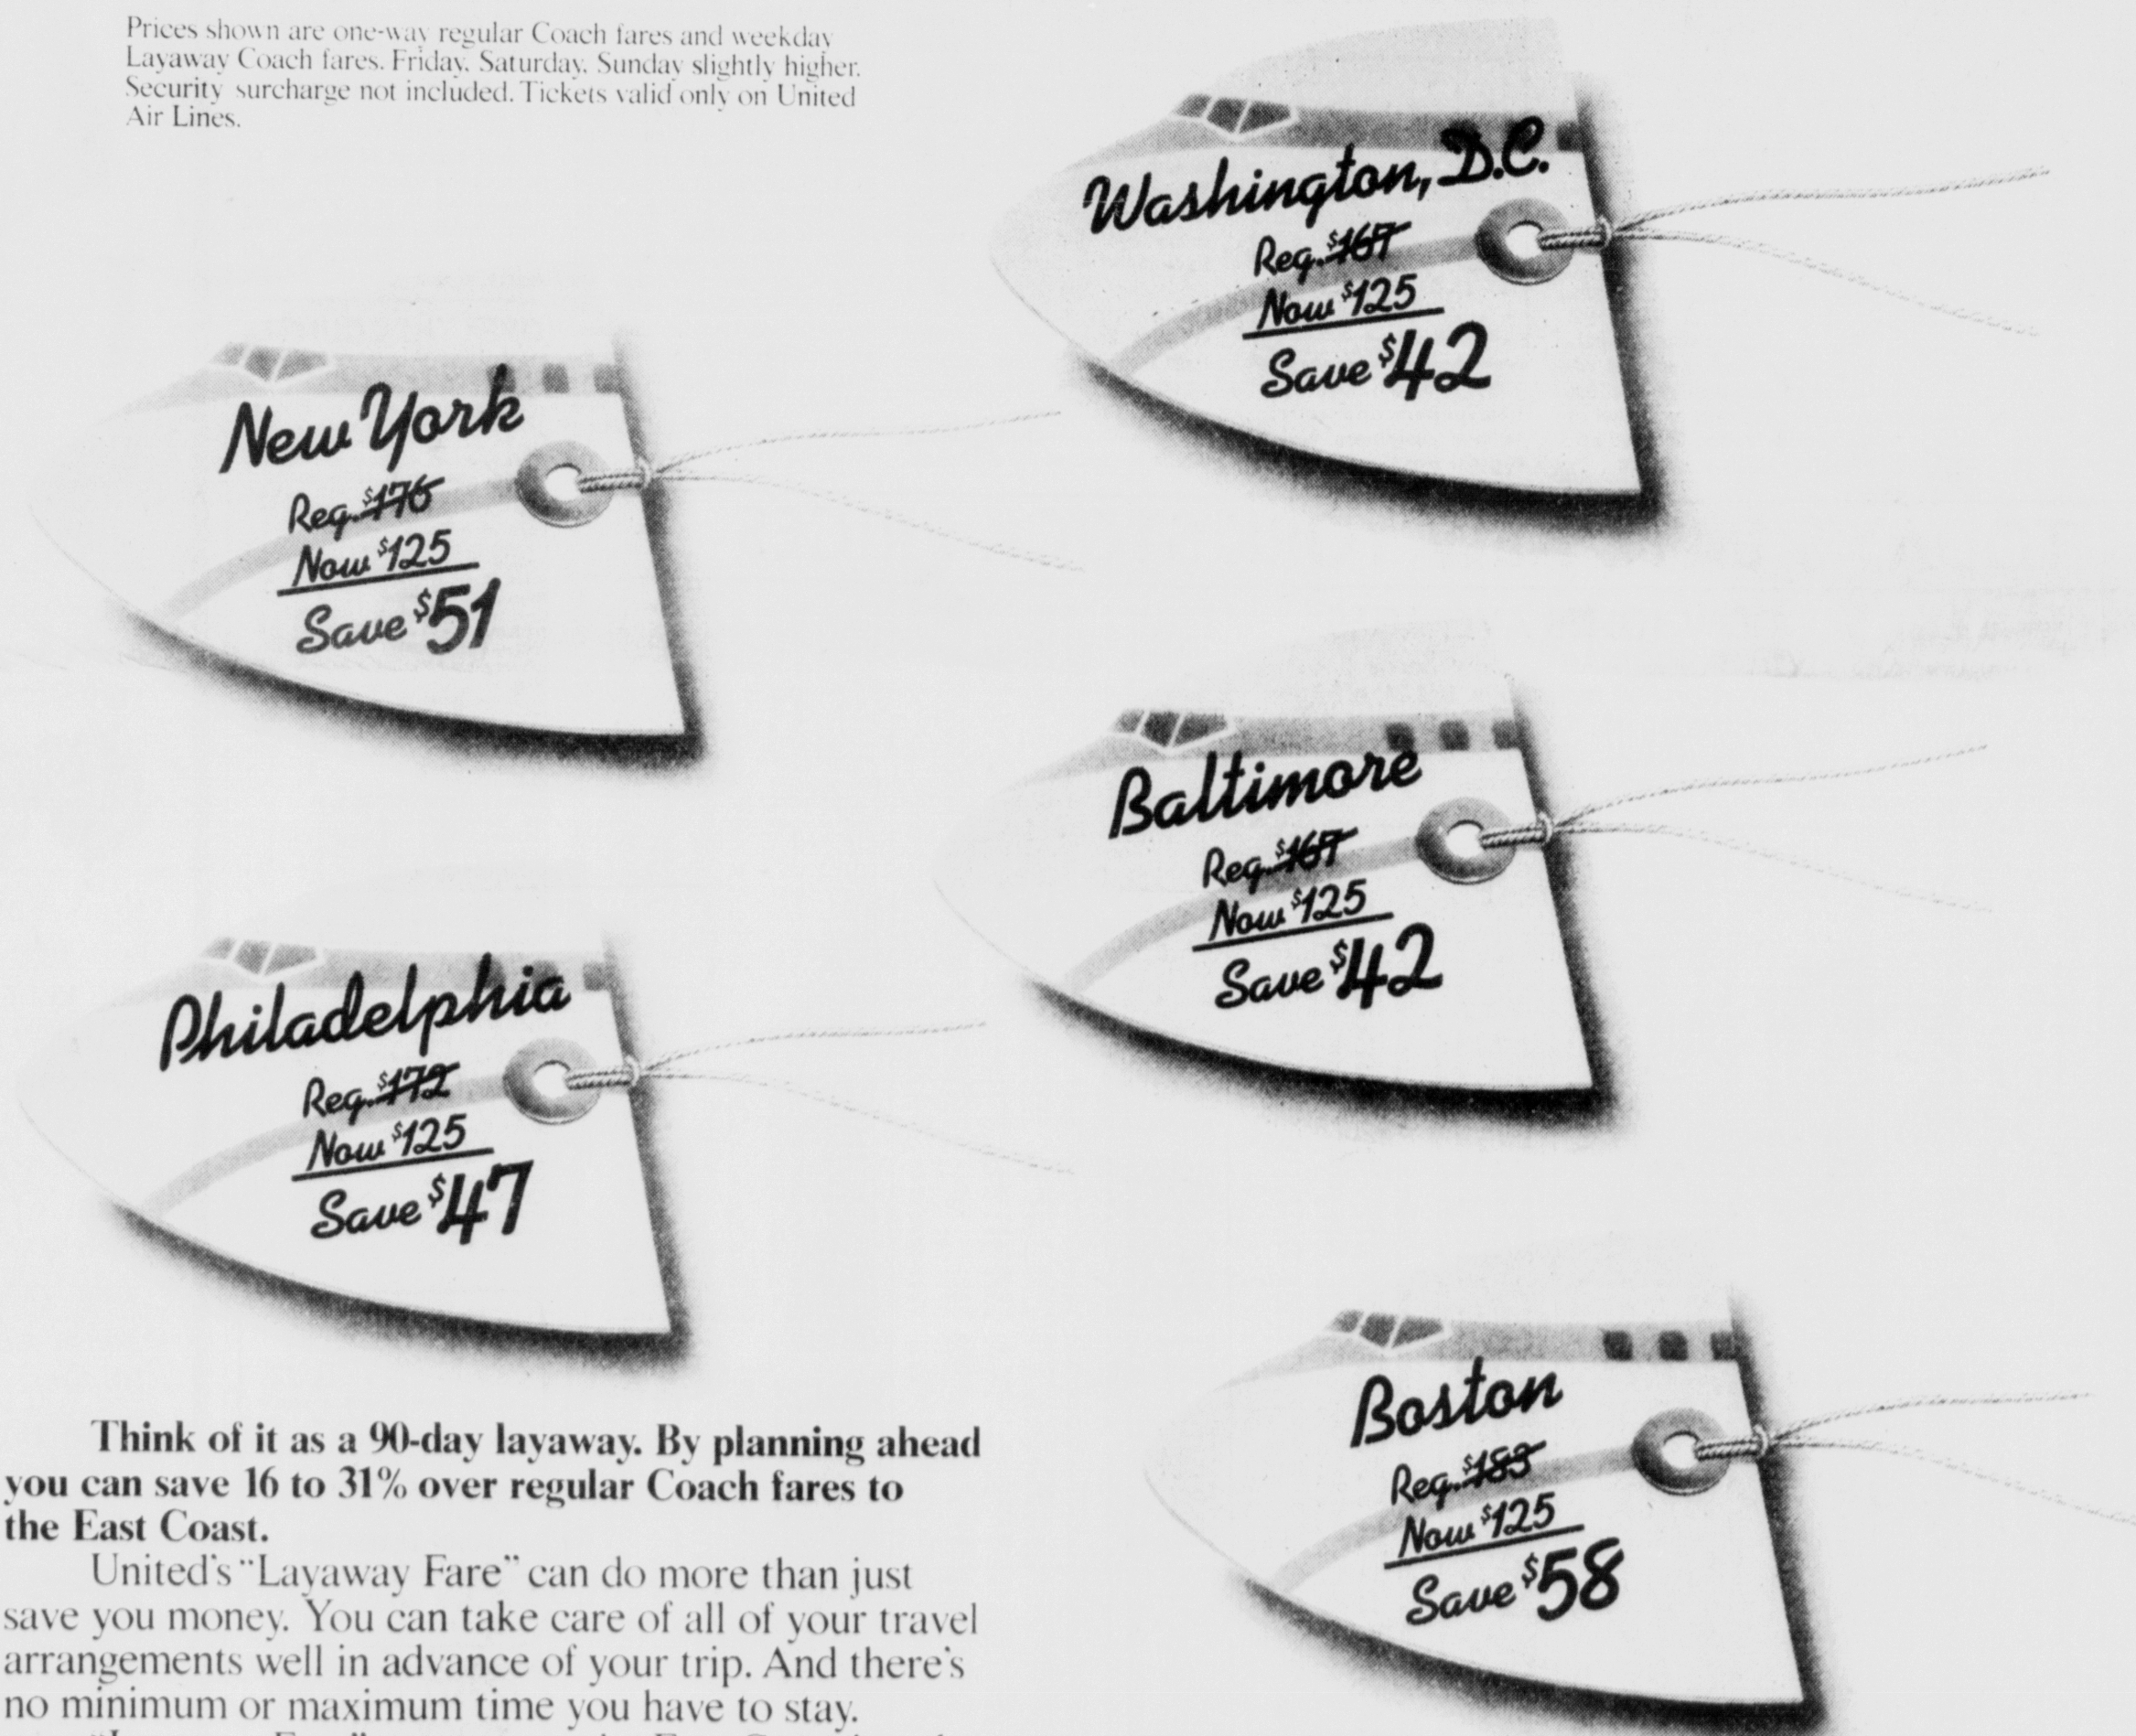 Prices shown are one-way regular Coach fares and weekday
Layaway Coach fares. Friday, Saturday, Sunday slightly higher.
Security surcharge not included. Tickets valid only on United
Air Lines.
Washington, D.C.
Reg. $167
Now $125
Save $42
New York
Reg. $176
Now $125
Save $51
Baltimore
Reg. $167
Now $125
Save $42
Philadelphia
Reg. $172
Now $125
Save $47
Boston
Reg. $183
Now $125
Save $58
Think of it as a 90-day layaway. By planning ahead
you can save 16 to 31% over regular Coach fares to
the East Coast.
United's "Layaway Fare" can do more than just
save you money. You can take care of all of your travel
arrangements well in advance of your trip. And there's
no minimum or maximum time you have to stay.